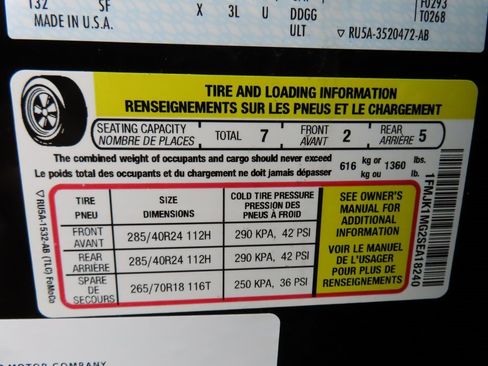 132 SF F0293
X 3L U DDGG T0268
MADE IN U.S.A. ULT ▽ RU5A-3520472-AB
TIRE AND LOADING INFORMATION
RENSEIGNEMENTS SUR LES PNEUS ET LE CHARGEMENT
SEATING CAPACITY
NOMBRE DE PLACES TOTAL 7 FRONT AVANT 2 REAR ARRIÈRE 5
The combined weight of occupants and cargo should never exceed 616 kg or 1360 lbs.
Le poids total des occupants et du chargement ne doit jamais dépasser kg ou lb.
TIRE PNEU SIZE DIMENSIONS COLD TIRE PRESSURE PRESSION DES PNEUS À FROID
FRONT AVANT 285/40R24 112H 290 KPA, 42 PSI
REAR ARRIÈRE 285/40R24 112H 290 KPA, 42 PSI
SPARE DE SECOURS 265/70R18 116T 250 KPA, 36 PSI
SEE OWNER'S
MANUAL FOR
ADDITIONAL
INFORMATION
VOIR LE MANUEL
DE L'USAGER
POUR PLUS DE
RENSEIGNEMENTS
▽ RU5A-1532-AB (TLC) FoMoCo
MOTOR COMPANY